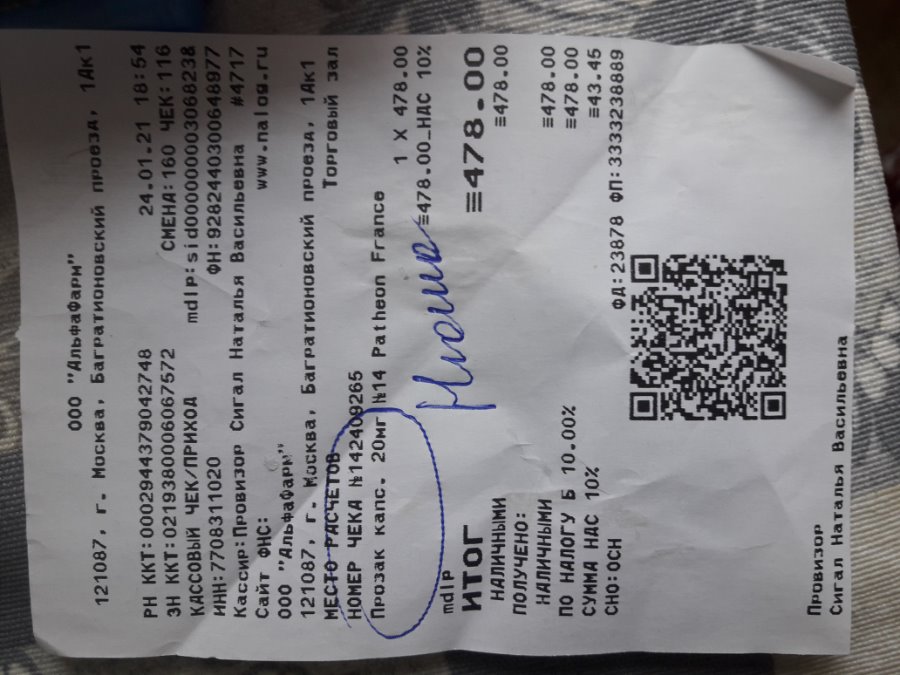 ООО "АльфаФарм"
121087, г. Москва, Багратионовский проезд, 1Дк1
РН ККТ:0002944379042748 24.01.21 18:54
ЗН ККТ:0219380006067572 СМЕНА:160 ЧЕК:116
КАССОВЫЙ ЧЕК/ПРИХОД mdlp:sid00000003068238
ИНН:7708311020 ФН:9282440300648977
Кассир:Провизор Сигал Наталья Васильевна #4717
Сайт ФНС: www.nalog.ru
ООО "АльфаФарм"
121087, г. Москва, Багратионовский проезд, 1Дк1
МЕСТО РАСЧЕТОВ Торговый зал
НОМЕР ЧЕКА №142409265
Прозак капс. 20мг №14 Patheon France
1 X 478.00
mdlp ≡478.00_НДС 10%
ИТОГ ≡478.00
НАЛИЧНЫМИ ≡478.00
ПОЛУЧЕНО:
НАЛИЧНЫМИ ≡478.00
ПО НАЛОГУ Б 10.00% ≡478.00
СУММА НДС 10% ≡43.45
СНО:ОСН ФД:23878 ФП:3333238889
Провизор
Сигал Наталья Васильевна